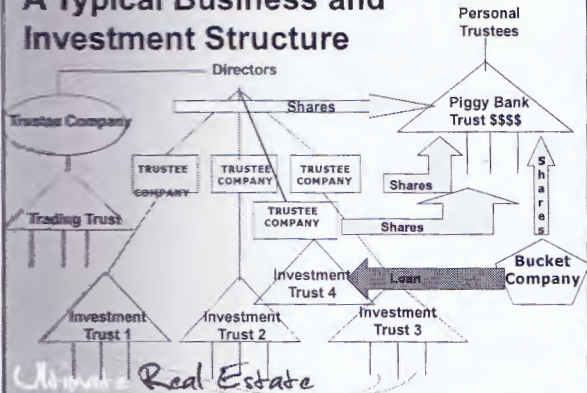 A Typical Business and
Investment Structure
Personal
Trustees
Directors
Shares
Piggy Bank
Trust $$$$
Trustee Company
TRUSTEE
COMPANY
TRUSTEE
COMPANY
TRUSTEE
COMPANY
Shares
Shares
TRUSTEE
COMPANY
Shares
Trading Trust
Bucket
Company
Investment
Trust 4
Loan
Investment
Trust 1
Investment
Trust 2
Investment
Trust 3
Ultimate Real Estate